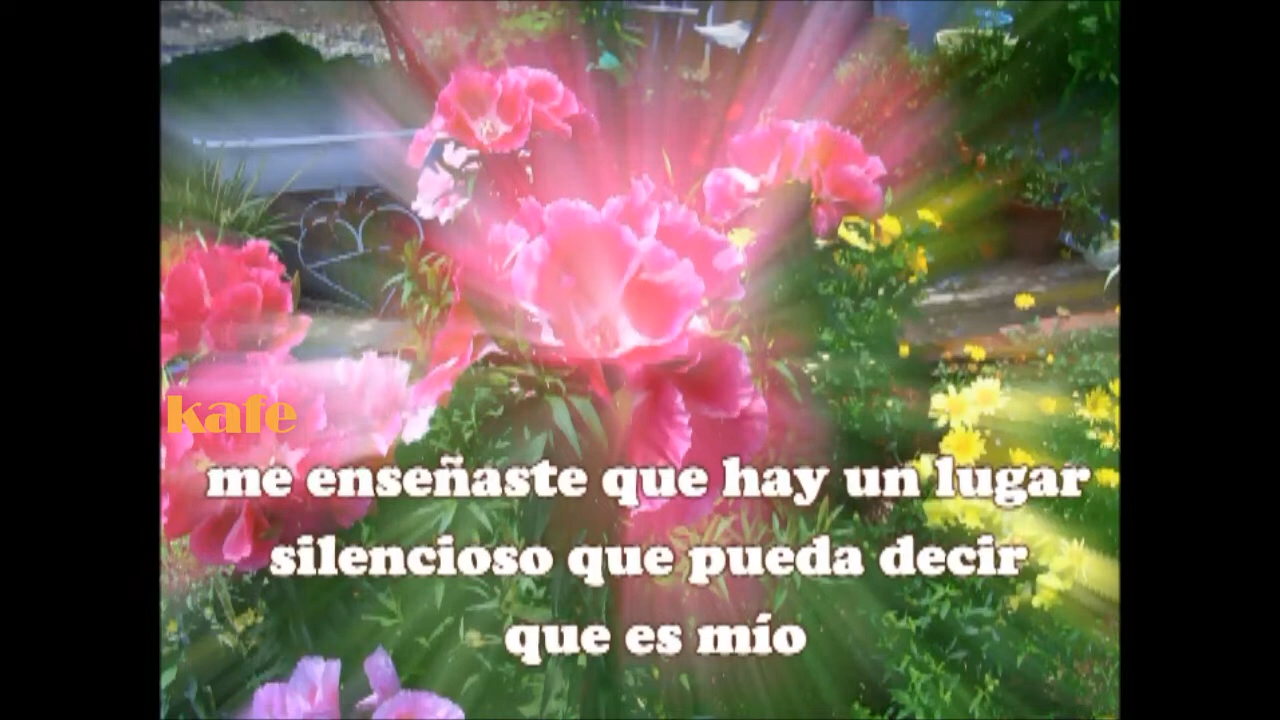 kafe
me enseñaste que hay un lugar
silencioso que pueda decir
que es mío